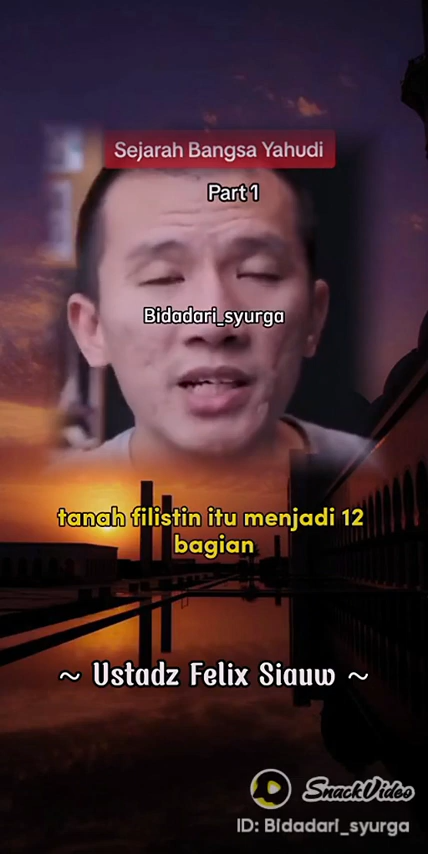 Sejarah Bangsa Yahudi
Part 1
Bidadari_syurga
tanah filistin itu menjadi 12
bagian
~ Ustadz Felix Siauw ~
SnackVideo
ID: Bidadari_syurga